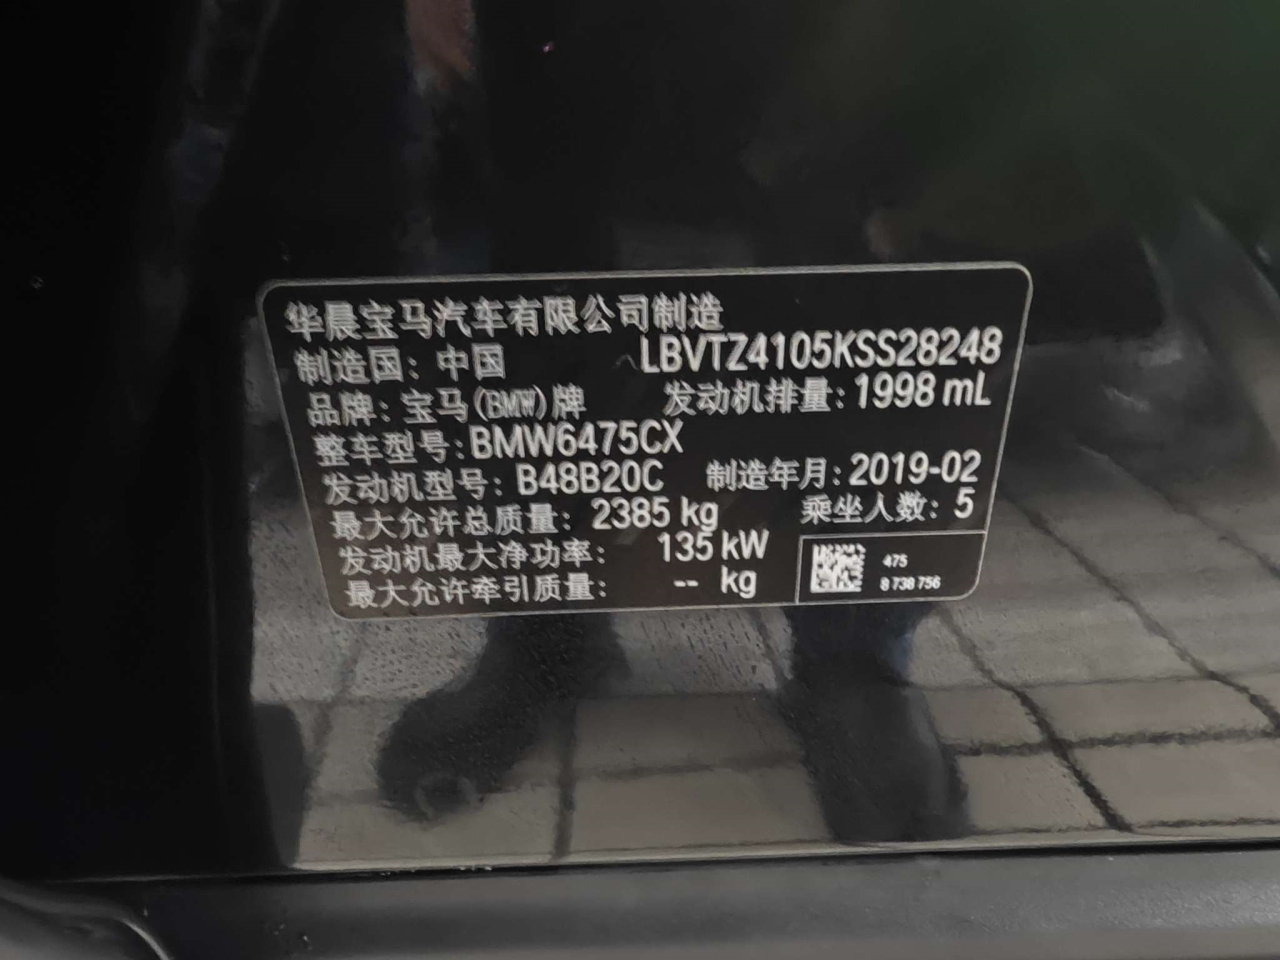 华晨宝马汽车有限公司制造
制造国：中国 LBVTZ4105KSS28248
品牌：宝马(BMW)牌 发动机排量：1998 mL
整车型号：BMW6475CX
发动机型号：B48B20C 制造年月：2019-02
最大允许总质量：2385 kg 乘坐人数：5
发动机最大净功率：135 kW
最大允许牵引质量：-- kg
475
8 738 756